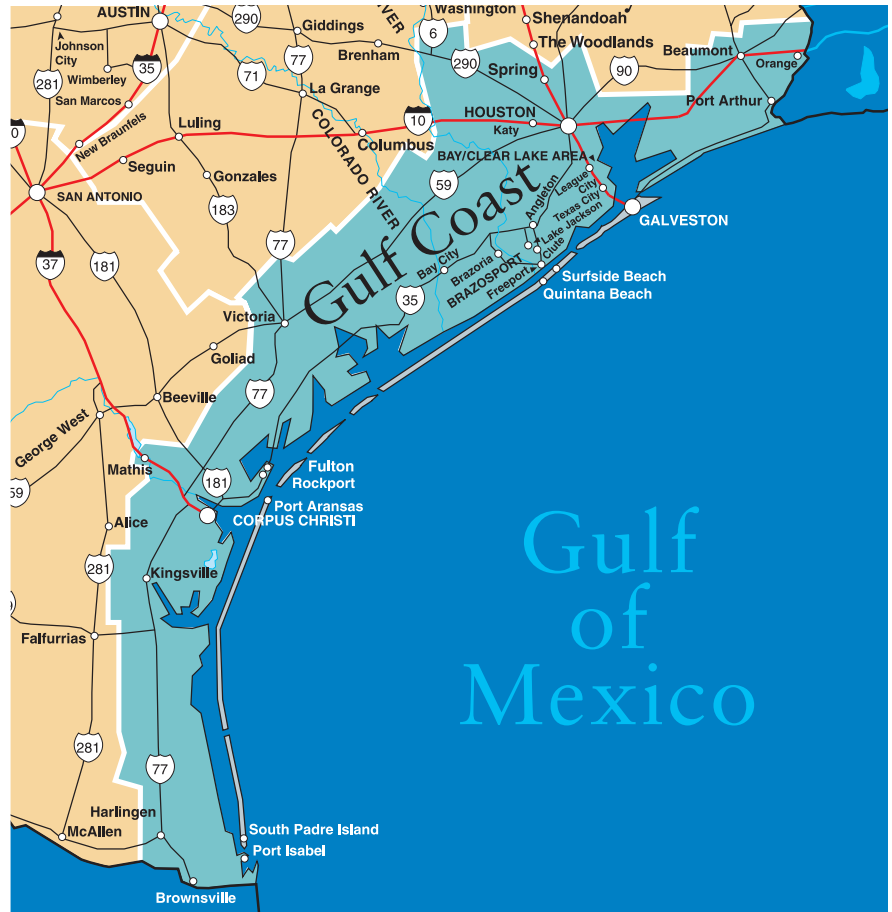 AUSTIN
290
Giddings
RIVER
Washington
Shenandoah
Johnson
City
35
77
Brenham
6
The Woodlands
Beaumont
Wimberley
71
290
Spring
90
Orange
281
San Marcos
La Grange
Port Arthur
New Braunfels
Luling
COLORADO RIVER
10
HOUSTON
Katy
Columbus
0
Seguin
BAY/CLEAR LAKE AREA
SAN ANTONIO
Gonzales
59
League
City
Texas City
183
Angleton
Lake Jackson
Clute
GALVESTON
77
Gulf Coast
37
181
Bay City
Brazoria
BRAZOSPORT
Freeport
Surfside Beach
Quintana Beach
35
Victoria
Goliad
77
Beeville
George West
Mathis
181
Fulton
Rockport
59
Port Aransas
CORPUS CHRISTI
Alice
Gulf
of
Mexico
281
Kingsville
Falfurrias
281
77
Harlingen
McAllen
South Padre Island
Port Isabel
Brownsville